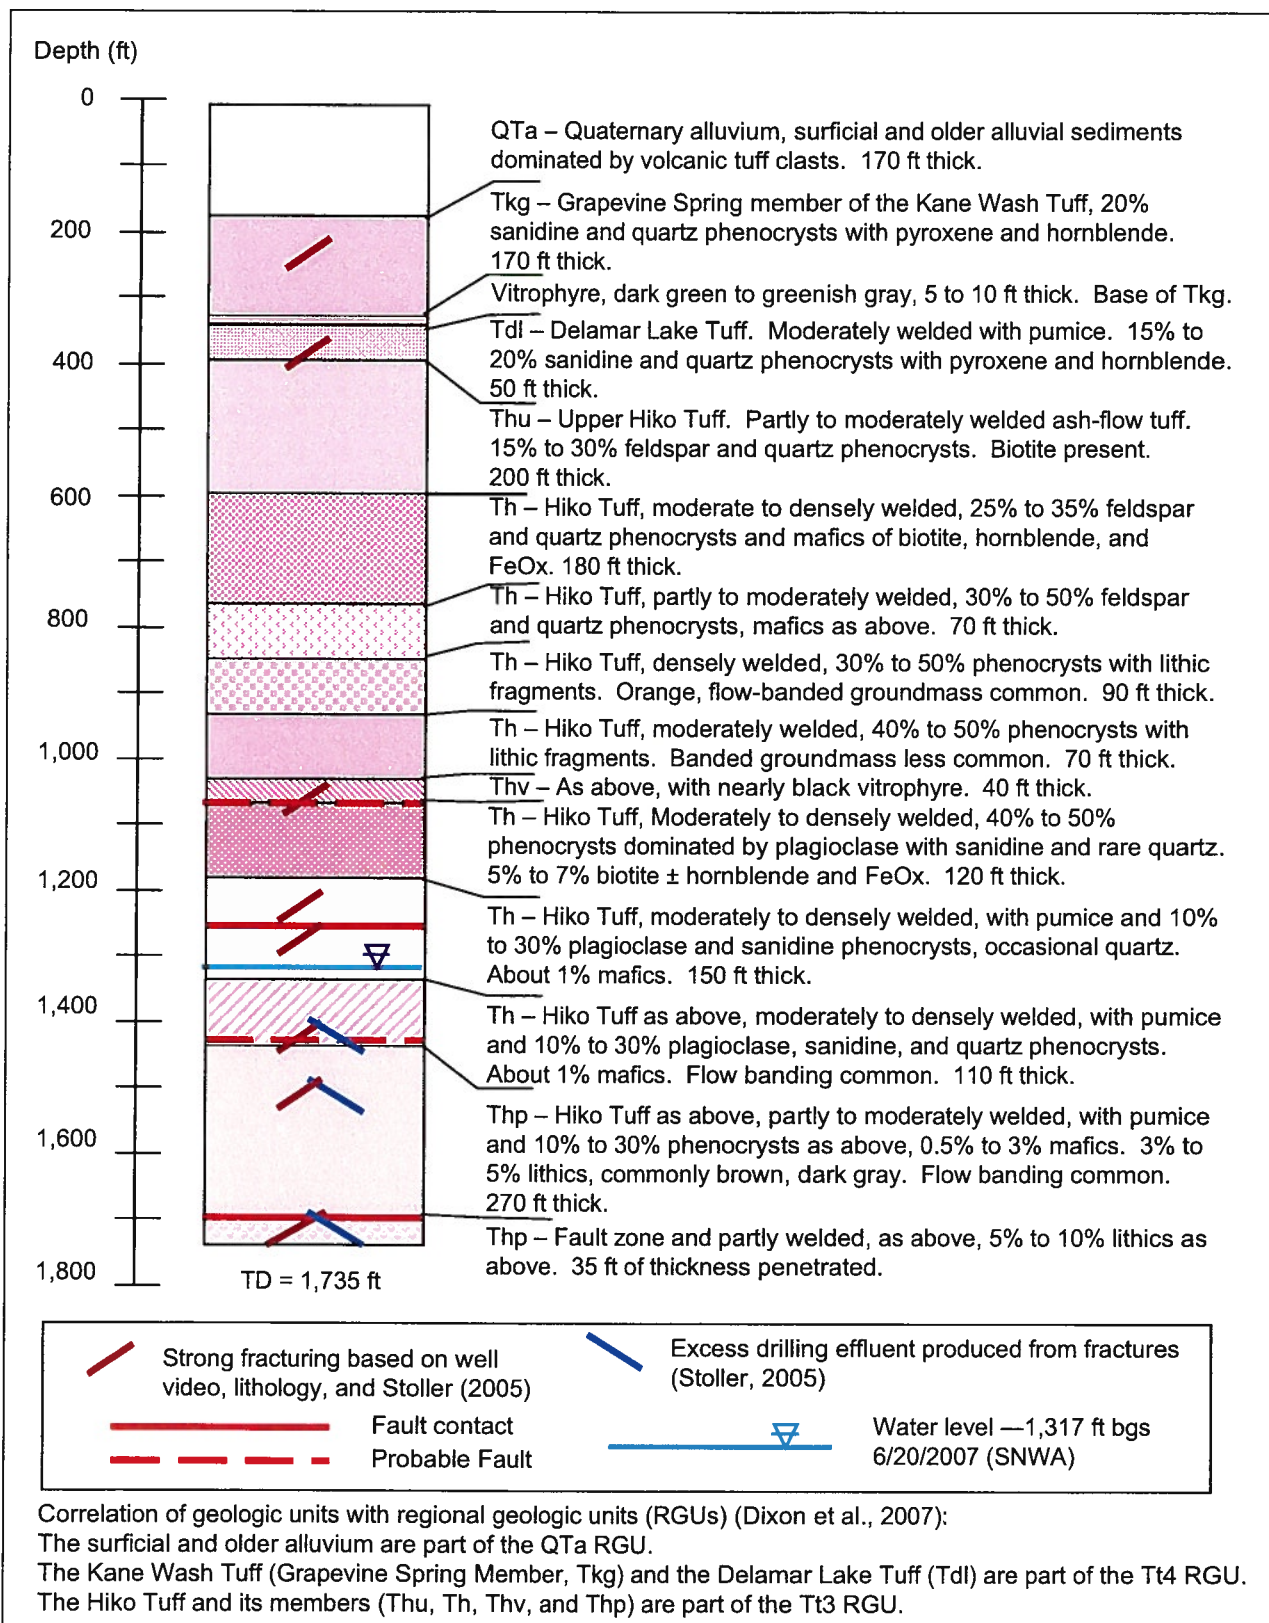 Depth (ft)
0
200
400
600
800
1,000
1,200
1,400
1,600
1,800
QTa – Quaternary alluvium, surficial and older alluvial sediments
dominated by volcanic tuff clasts. 170 ft thick.
Tkg – Grapevine Spring member of the Kane Wash Tuff, 20%
sanidine and quartz phenocrysts with pyroxene and hornblende.
170 ft thick.
Vitrophyre, dark green to greenish gray, 5 to 10 ft thick. Base of Tkg.
Tdl – Delamar Lake Tuff. Moderately welded with pumice. 15% to
20% sanidine and quartz phenocrysts with pyroxene and hornblende.
50 ft thick.
Thu – Upper Hiko Tuff. Partly to moderately welded ash-flow tuff.
15% to 30% feldspar and quartz phenocrysts. Biotite present.
200 ft thick.
Th – Hiko Tuff, moderate to densely welded, 25% to 35% feldspar
and quartz phenocrysts and mafics of biotite, hornblende, and
FeOx. 180 ft thick.
Th – Hiko Tuff, partly to moderately welded, 30% to 50% feldspar
and quartz phenocrysts, mafics as above. 70 ft thick.
Th – Hiko Tuff, densely welded, 30% to 50% phenocrysts with lithic
fragments. Orange, flow-banded groundmass common. 90 ft thick.
Th – Hiko Tuff, moderately welded, 40% to 50% phenocrysts with
lithic fragments. Banded groundmass less common. 70 ft thick.
Thv – As above, with nearly black vitrophyre. 40 ft thick.
Th – Hiko Tuff, Moderately to densely welded, 40% to 50%
phenocrysts dominated by plagioclase with sanidine and rare quartz.
5% to 7% biotite ± hornblende and FeOx. 120 ft thick.
Th – Hiko Tuff, moderately to densely welded, with pumice and 10%
to 30% plagioclase and sanidine phenocrysts, occasional quartz.
About 1% mafics. 150 ft thick.
Th – Hiko Tuff as above, moderately to densely welded, with pumice
and 10% to 30% plagioclase, sanidine, and quartz phenocrysts.
About 1% mafics. Flow banding common. 110 ft thick.
Thp – Hiko Tuff as above, partly to moderately welded, with pumice
and 10% to 30% phenocrysts as above, 0.5% to 3% mafics. 3% to
5% lithics, commonly brown, dark gray. Flow banding common.
270 ft thick.
Thp – Fault zone and partly welded, as above, 5% to 10% lithics as
above. 35 ft of thickness penetrated.
TD = 1,735 ft
Strong fracturing based on well
video, lithology, and Stoller (2005)
Excess drilling effluent produced from fractures
(Stoller, 2005)
Fault contact
Probable Fault
Water level —1,317 ft bgs
6/20/2007 (SNWA)
Correlation of geologic units with regional geologic units (RGUs) (Dixon et al., 2007):
The surficial and older alluvium are part of the QTa RGU.
The Kane Wash Tuff (Grapevine Spring Member, Tkg) and the Delamar Lake Tuff (Tdl) are part of the Tt4 RGU.
The Hiko Tuff and its members (Thu, Th, Thv, and Thp) are part of the Tt3 RGU.